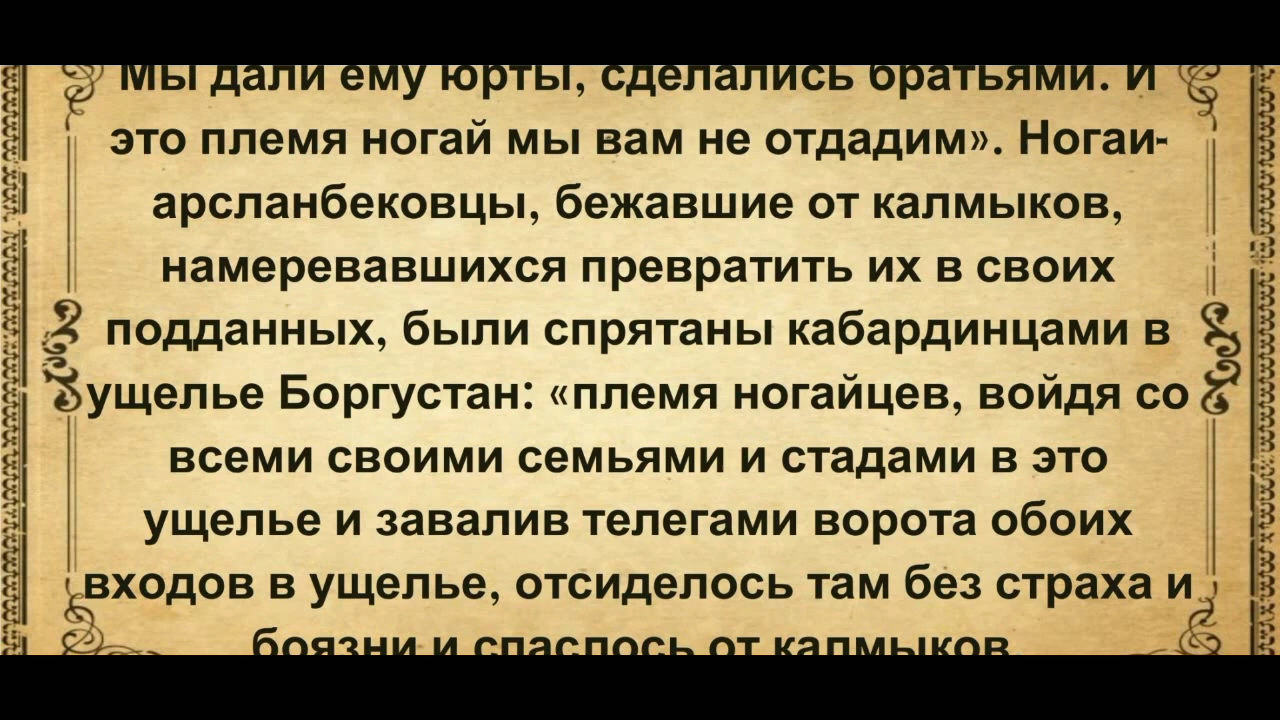 Мы дали ему юрты, сделались братьями. И
это племя ногай мы вам не отдадим». Ногаи-
арсланбековцы, бежавшие от калмыков,
намеревавшихся превратить их в своих
подданных, были спрятаны кабардинцами в
ущелье Боргустан: «племя ногайцев, войдя со
всеми своими семьями и стадами в это
ущелье и завалив телегами ворота обоих
входов в ущелье, отсиделось там без страха и
боязни и спаслось от калмыков